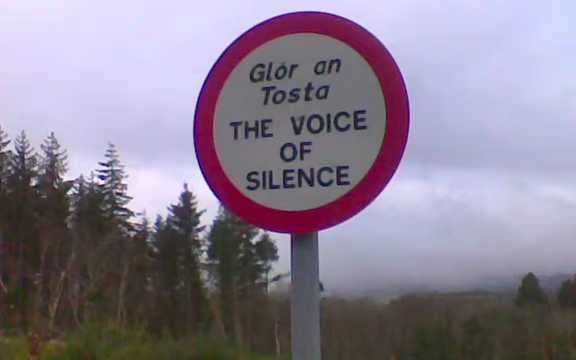 Glór an
Tosta
THE VOICE
OF
SILENCE